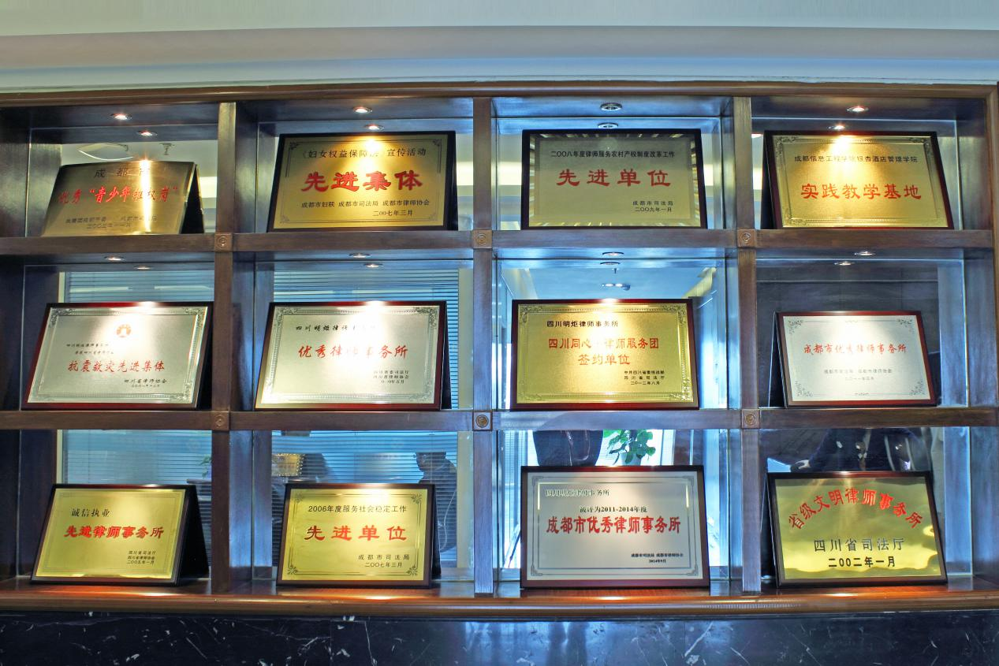 成都市
优秀“青少年维权岗”
二〇〇三年一月
《妇女权益保障法》宣传活动
先进集体
成都市妇联 成都市司法局 成都市律师协会
二〇〇七年三月
二〇〇八年度律师服务农村产权制度改革工作
先进单位
成都市司法局
二〇〇九年一月
成都信息工程学院银杏酒店管理学院
实践教学基地
四川明炬律师事务所
抗震救灾先进集体
四川省律师协会
四川明炬律师事务所
优秀律师事务所
四川省律师协会
四川明炬律师事务所
四川同心·律师服务团
签约单位
中共四川省委统战部
四川省司法厅
二〇一二年八月
成都市优秀律师事务所
成都市司法局 成都市律师协会
诚信执业
先进律师事务所
四川省司法厅
四川省律师协会
二〇〇五年一月
2006年度服务社会稳定工作
先进单位
成都市司法局
二〇〇七年三月
被评为2011-2014年度
成都市优秀律师事务所
成都市司法局 成都市律师协会
2014年9月
省级文明律师事务所
四川省司法厅
二〇〇二年一月